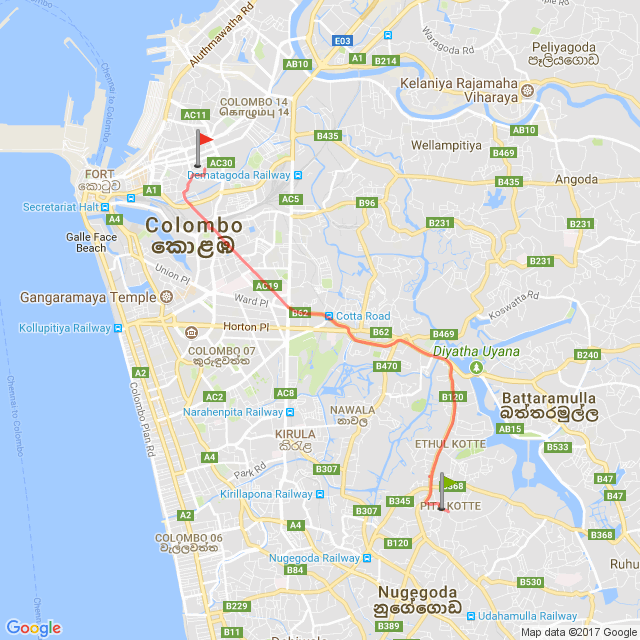 Aluthmawatha Rd
Chennai to Colombo
E03
A1
AB10
B214
Waragoda Rd
Peliyagoda
පෑලියගොඩ
Kelaniya Rajamaha
Viharaya
COLOMBO 14
கொழும்பு 14
AC11
AB10
B435
Wellampitiya
B469
FORT
කොටුව
AC30
Dematagoda Railway
B435
Angoda
A1
AC5
B96
Secretariat Halt
A4
B231
B231
Colombo
කොළඹ
Galle Face
Beach
B231
Union Pl
AC19
Koswatta Rd
Gangaramaya Temple
Ward Pl
B62
Cotta Road
Kollupitiya Railway
Horton Pl
B62
B469
Diyatha Uyana
COLOMBO 07
කුරුඳුවත්ත
B240
B470
A2
Chennai to Colombo
Colombo Plan Rd
AC2
AC8
B120
Battaramulla
බත්තරමුල්ල
Narahenpita Railway
NAWALA
නාවල
AB15
KIRULA
කිරුළ
ETHUL KOTTE
B533
Park Rd
B307
B47
Kirillapona Railway
B368
B47
B345
PITA KOTTE
A2
A4
B307
COLOMBO 06
වැල්ලවත්ත
B120
B368
Nugegoda Railway
Ruhu
B84
B530
Nugegoda
නුගේගොඩ
B229
B389
Udahamulla Railway
B11
Google
Map data ©2017 Google